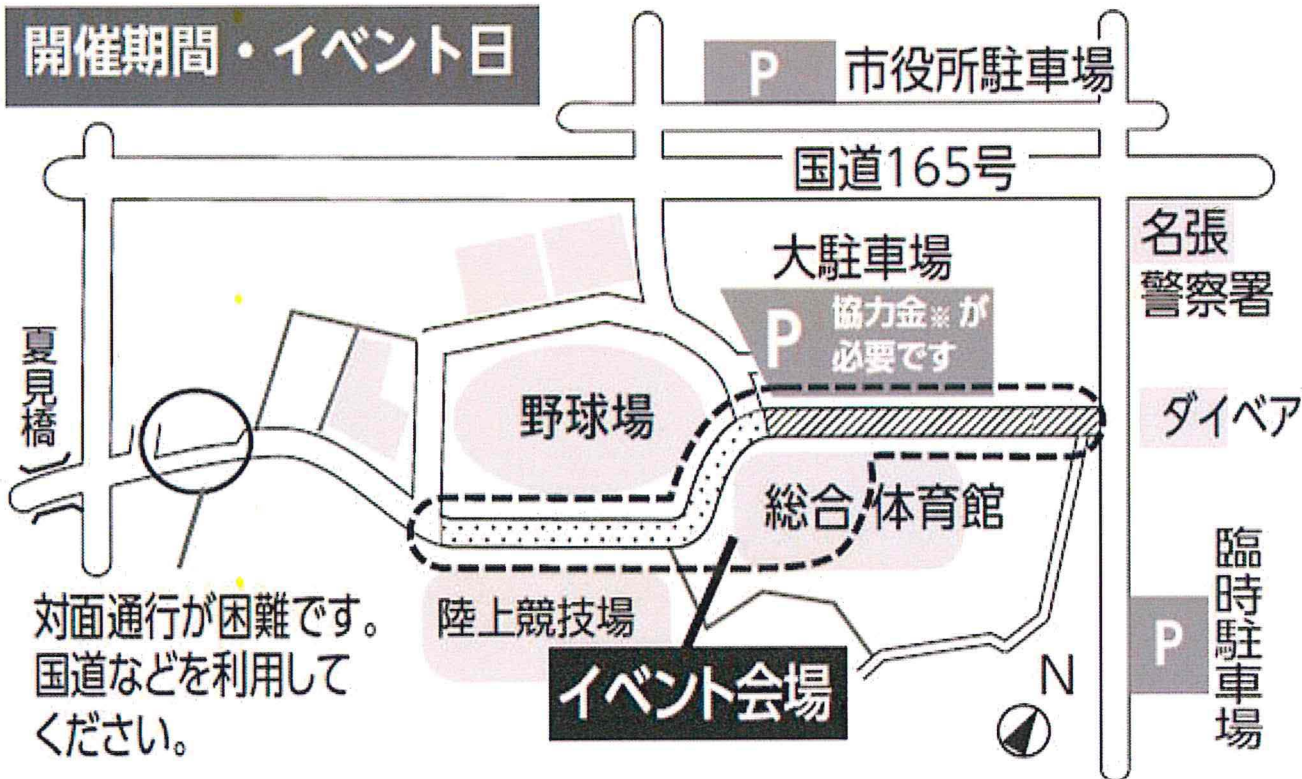 開催期間・イベント日
P 市役所駐車場
国道165号
名張
警察署
大駐車場
P 協力金※が
必要です
夏見橋
野球場
ダイベア
総合体育館
臨時駐車場
P
対面通行が困難です。
国道などを利用して
ください。
陸上競技場
イベント会場
N